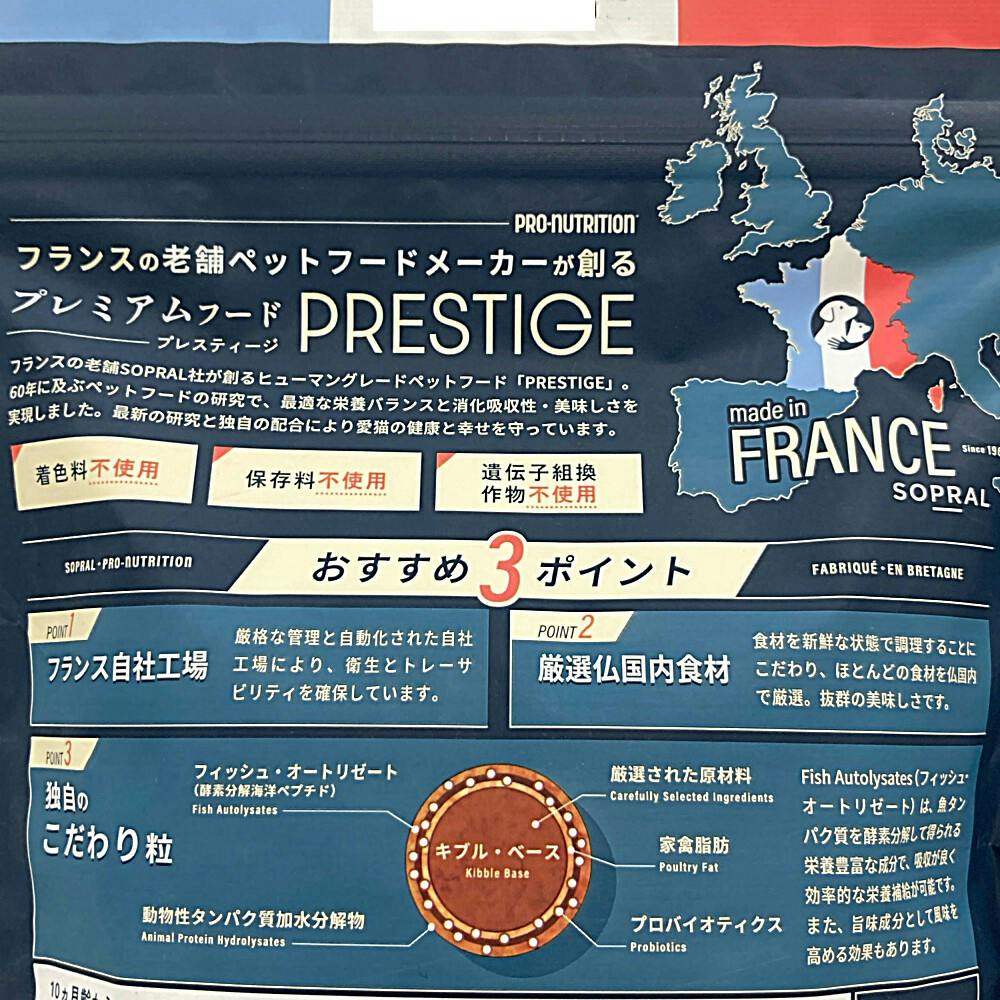 PRO-NUTRITION
フランスの老舗ペットフードメーカーが創る
プレミアムフード PRESTIGE
プレスティージ
フランスの老舗SOPRAL社が創るヒューマングレードペットフード「PRESTIGE」。
60年に及ぶペットフードの研究で、最適な栄養バランスと消化吸収性・美味しさを
実現しました。最新の研究と独自の配合により愛猫の健康と幸せを守っています。
着色料不使用
保存料不使用
遺伝子組換
作物不使用
made in
FRANCE
Since
SOPRAL
SOPRAL・PRO-NUTRITION
おすすめ3ポイント
FABRIQUÉ・EN BRETAGNE
POINT1
フランス自社工場
厳格な管理と自動化された自社
工場により、衛生とトレーサ
ビリティを確保しています。
POINT2
厳選仏国内食材
食材を新鮮な状態で調理することに
こだわり、ほとんどの食材を仏国内
で厳選。抜群の美味しさです。
POINT3
独自の
こだわり粒
フィッシュ・オートリゼート
(酵素分解海洋ペプチド)
Fish Autolysates
動物性タンパク質加水分解物
Animal Protein Hydrolysates
キブル・ベース
Kibble Base
厳選された原材料
Carefully Selected Ingredients
家禽脂肪
Poultry Fat
プロバイオティクス
Probiotics
Fish Autolysates(フィッシュ・
オートリゼート)は、魚タン
パク質を酵素分解して得られる
栄養豊富な成分で、吸収が良く
効率的な栄養補給が可能です。
また、旨味成分として風味を
高める効果もあります。
10ヵ月齢から